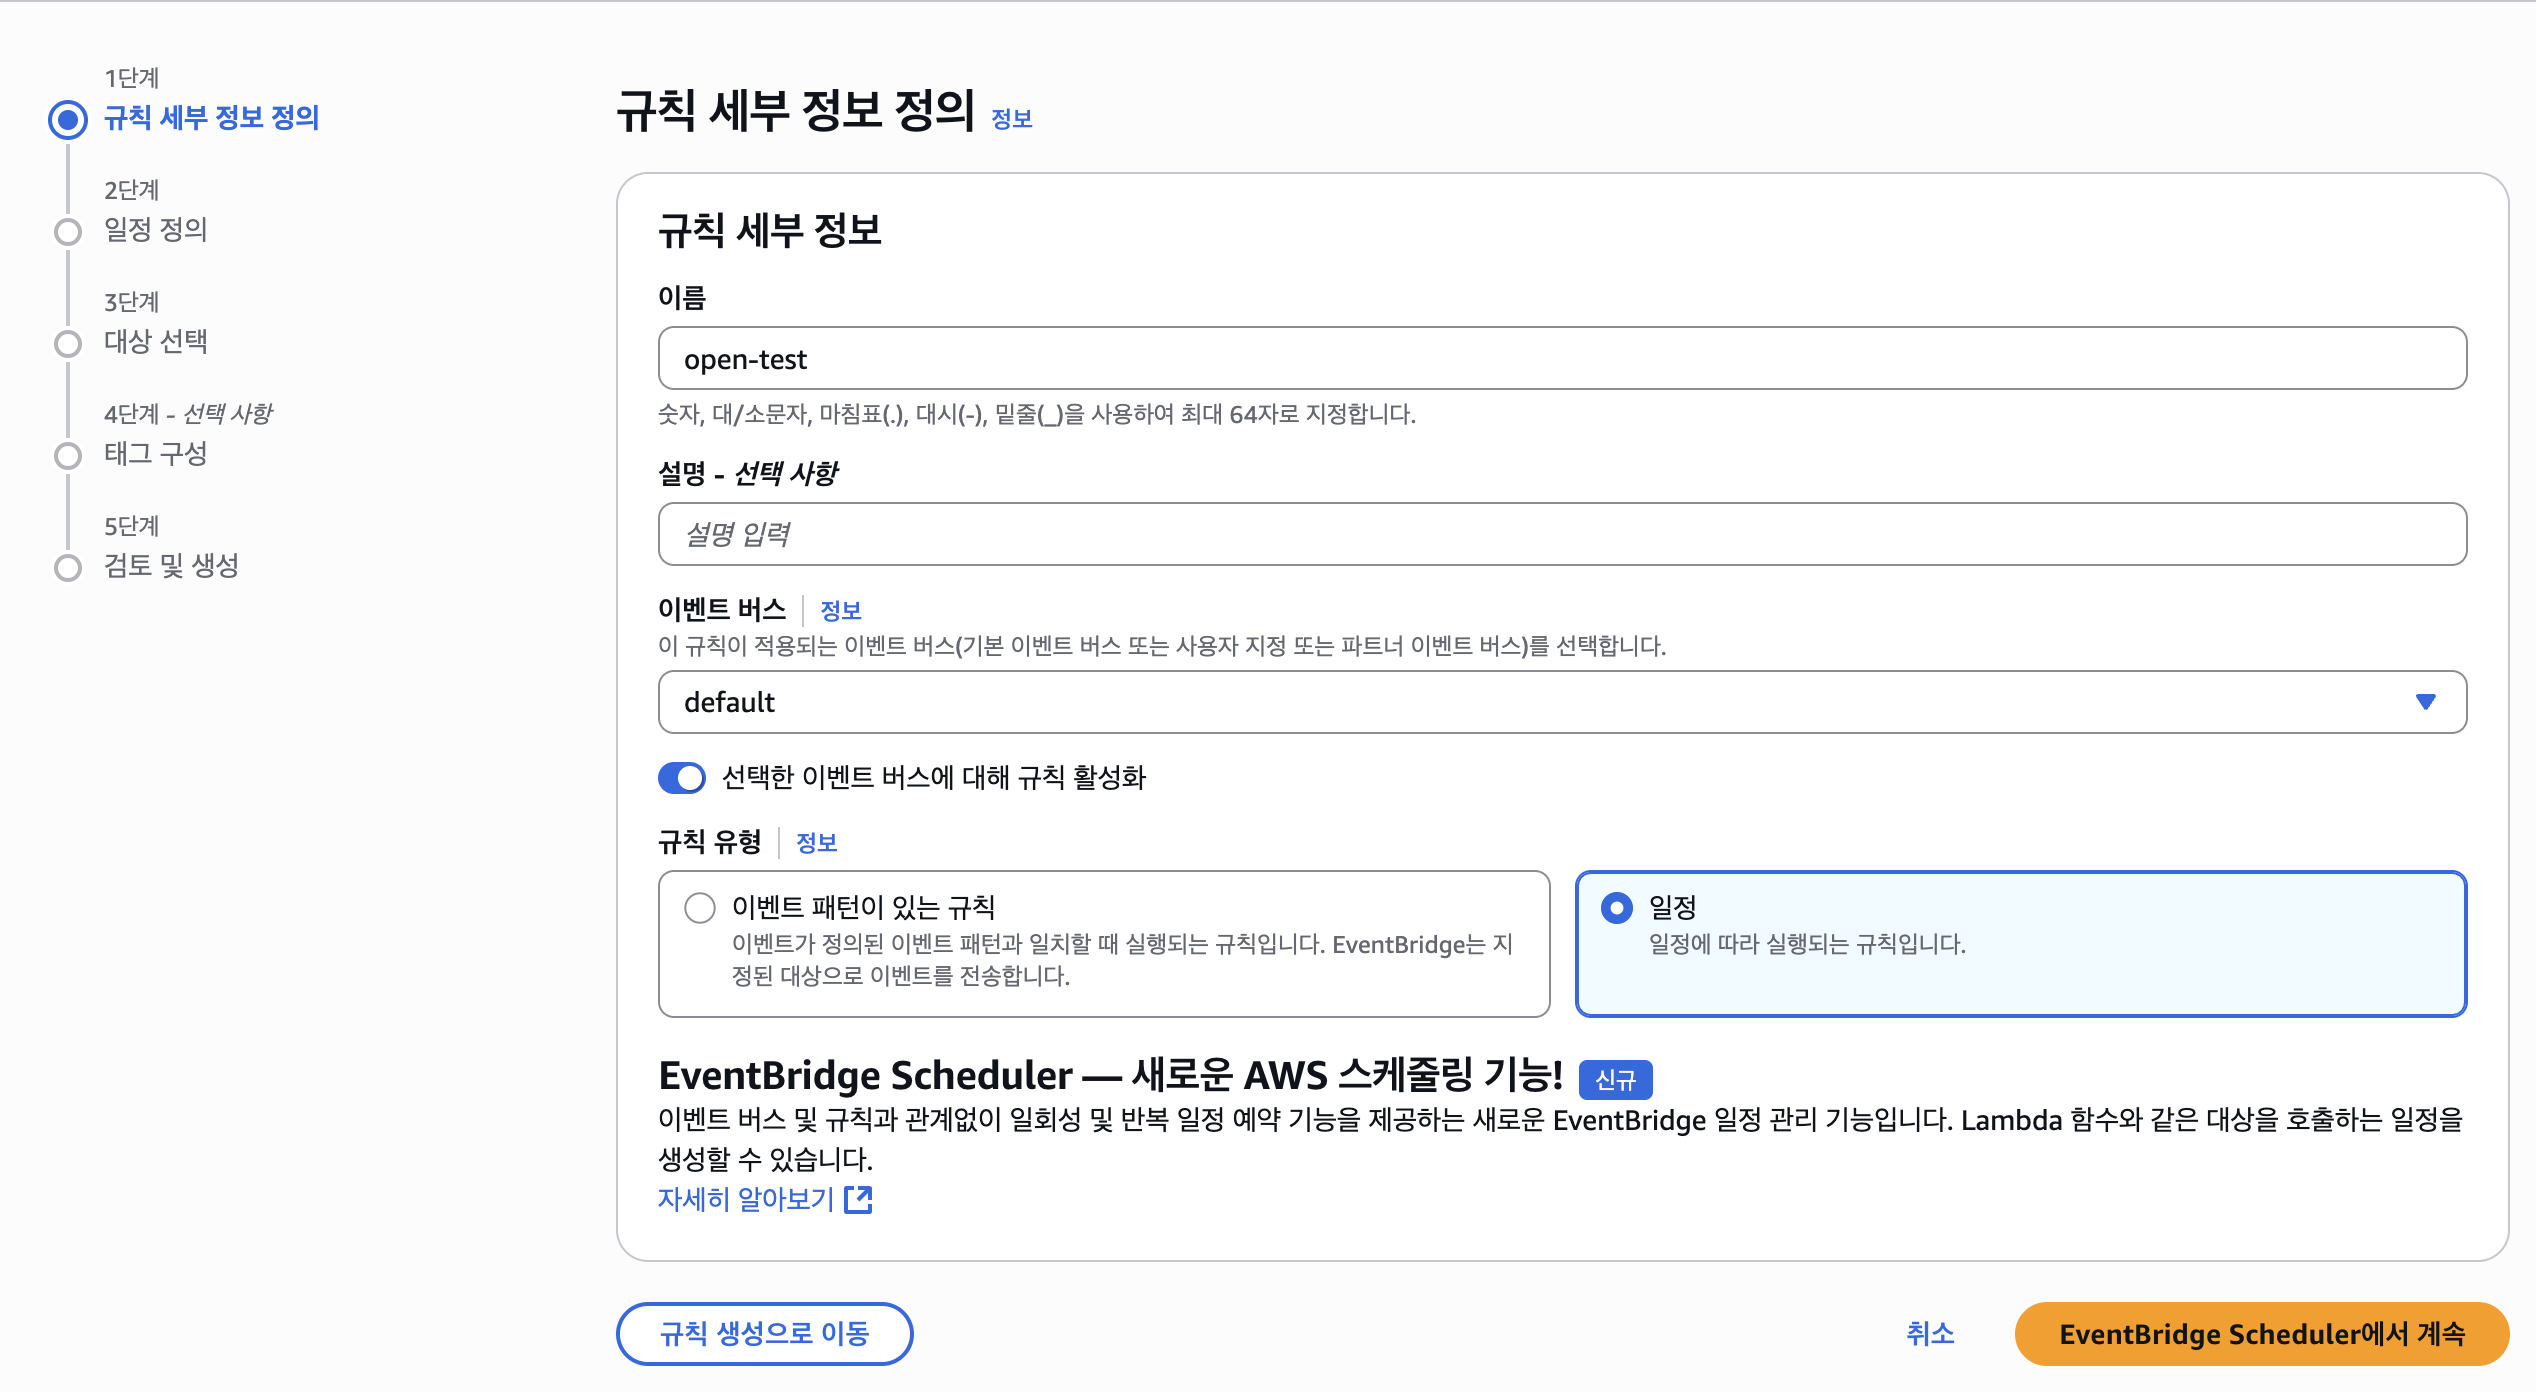 1단계
규칙 세부 정보 정의
2단계
일정 정의
3단계
대상 선택
4단계 - 선택 사항
태그 구성
5단계
검토 및 생성
규칙 세부 정보 정의 정보
규칙 세부 정보
이름
open-test
숫자, 대/소문자, 마침표(.), 대시(-), 밑줄(_)을 사용하여 최대 64자로 지정합니다.
설명 - 선택 사항
설명 입력
이벤트 버스 정보
이 규칙이 적용되는 이벤트 버스(기본 이벤트 버스 또는 사용자 지정 또는 파트너 이벤트 버스)를 선택합니다.
default
선택한 이벤트 버스에 대해 규칙 활성화
규칙 유형 정보
이벤트 패턴이 있는 규칙
이벤트가 정의된 이벤트 패턴과 일치할 때 실행되는 규칙입니다. EventBridge는 지
정된 대상으로 이벤트를 전송합니다.
일정
일정에 따라 실행되는 규칙입니다.
EventBridge Scheduler — 새로운 AWS 스케줄링 기능! 신규
이벤트 버스 및 규칙과 관계없이 일회성 및 반복 일정 예약 기능을 제공하는 새로운 EventBridge 일정 관리 기능입니다. Lambda 함수와 같은 대상을 호출하는 일정을
생성할 수 있습니다.
자세히 알아보기
규칙 생성으로 이동
취소
EventBridge Scheduler에서 계속